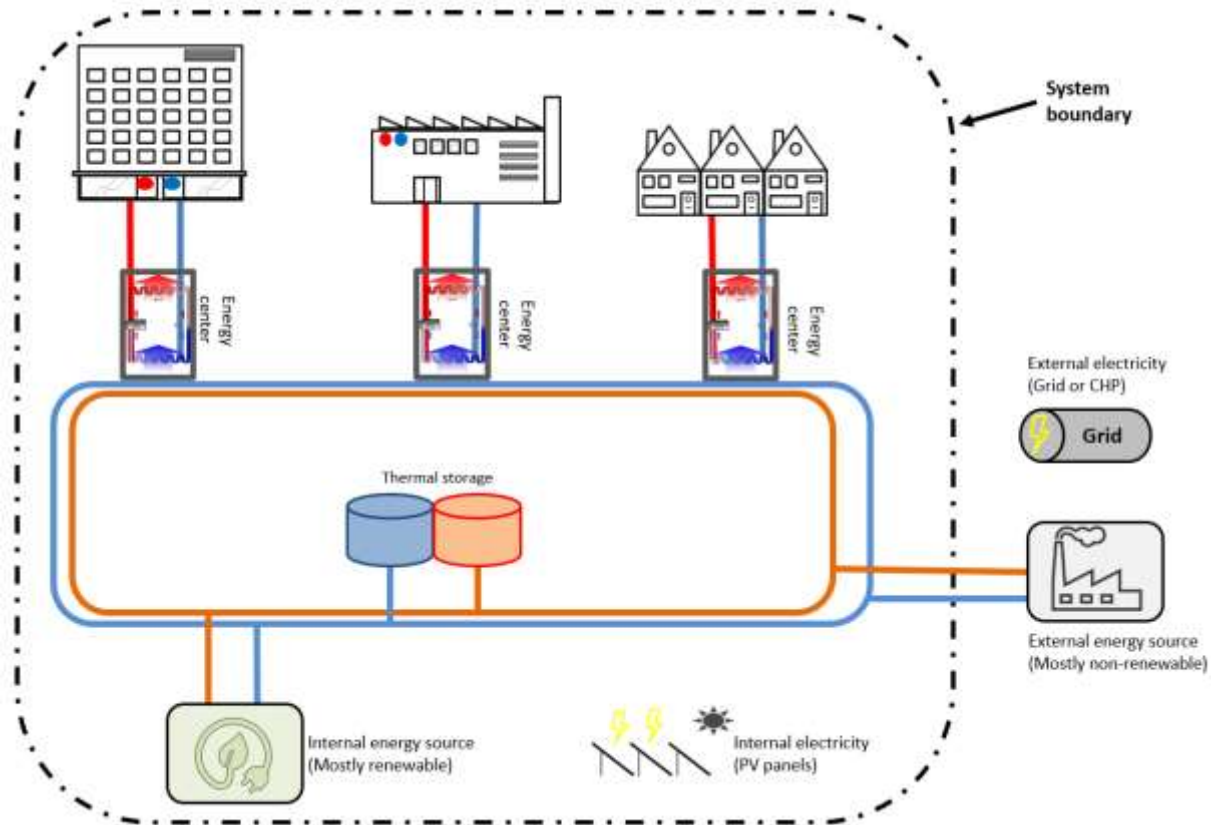 System
boundary
Energy
center
Energy
center
Energy
center
External electricity
(Grid or CHP)
Grid
Thermal storage
External energy source
(Mostly non-renewable)
Internal energy source
(Mostly renewable)
Internal electricity
(PV panels)